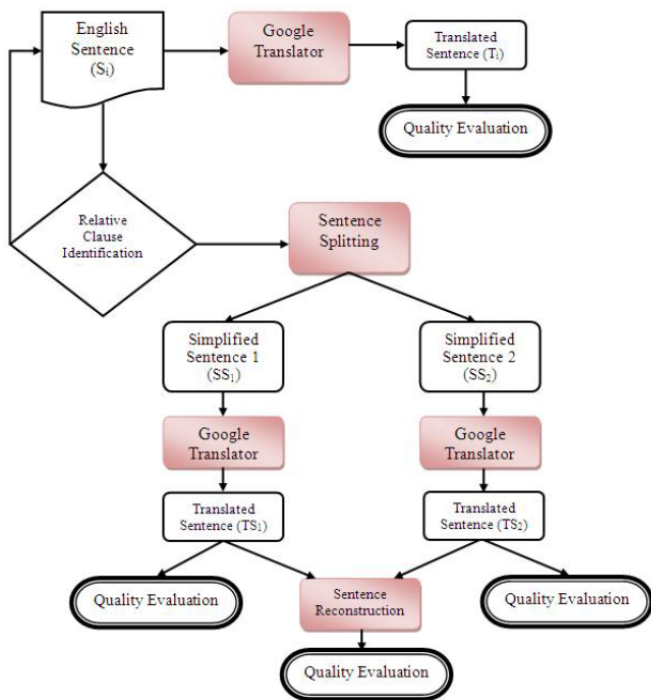 English
Sentence
(Si)
Google
Translator
Translated
Sentence (Ti)
Quality Evaluation
Relative
Clause
Identification
Sentence
Splitting
Simplified
Sentence 1
(SS1)
Simplified
Sentence 2
(SS2)
Google
Translator
Google
Translator
Translated
Sentence (TS1)
Translated
Sentence (TS2)
Quality Evaluation
Sentence
Reconstruction
Quality Evaluation
Quality Evaluation